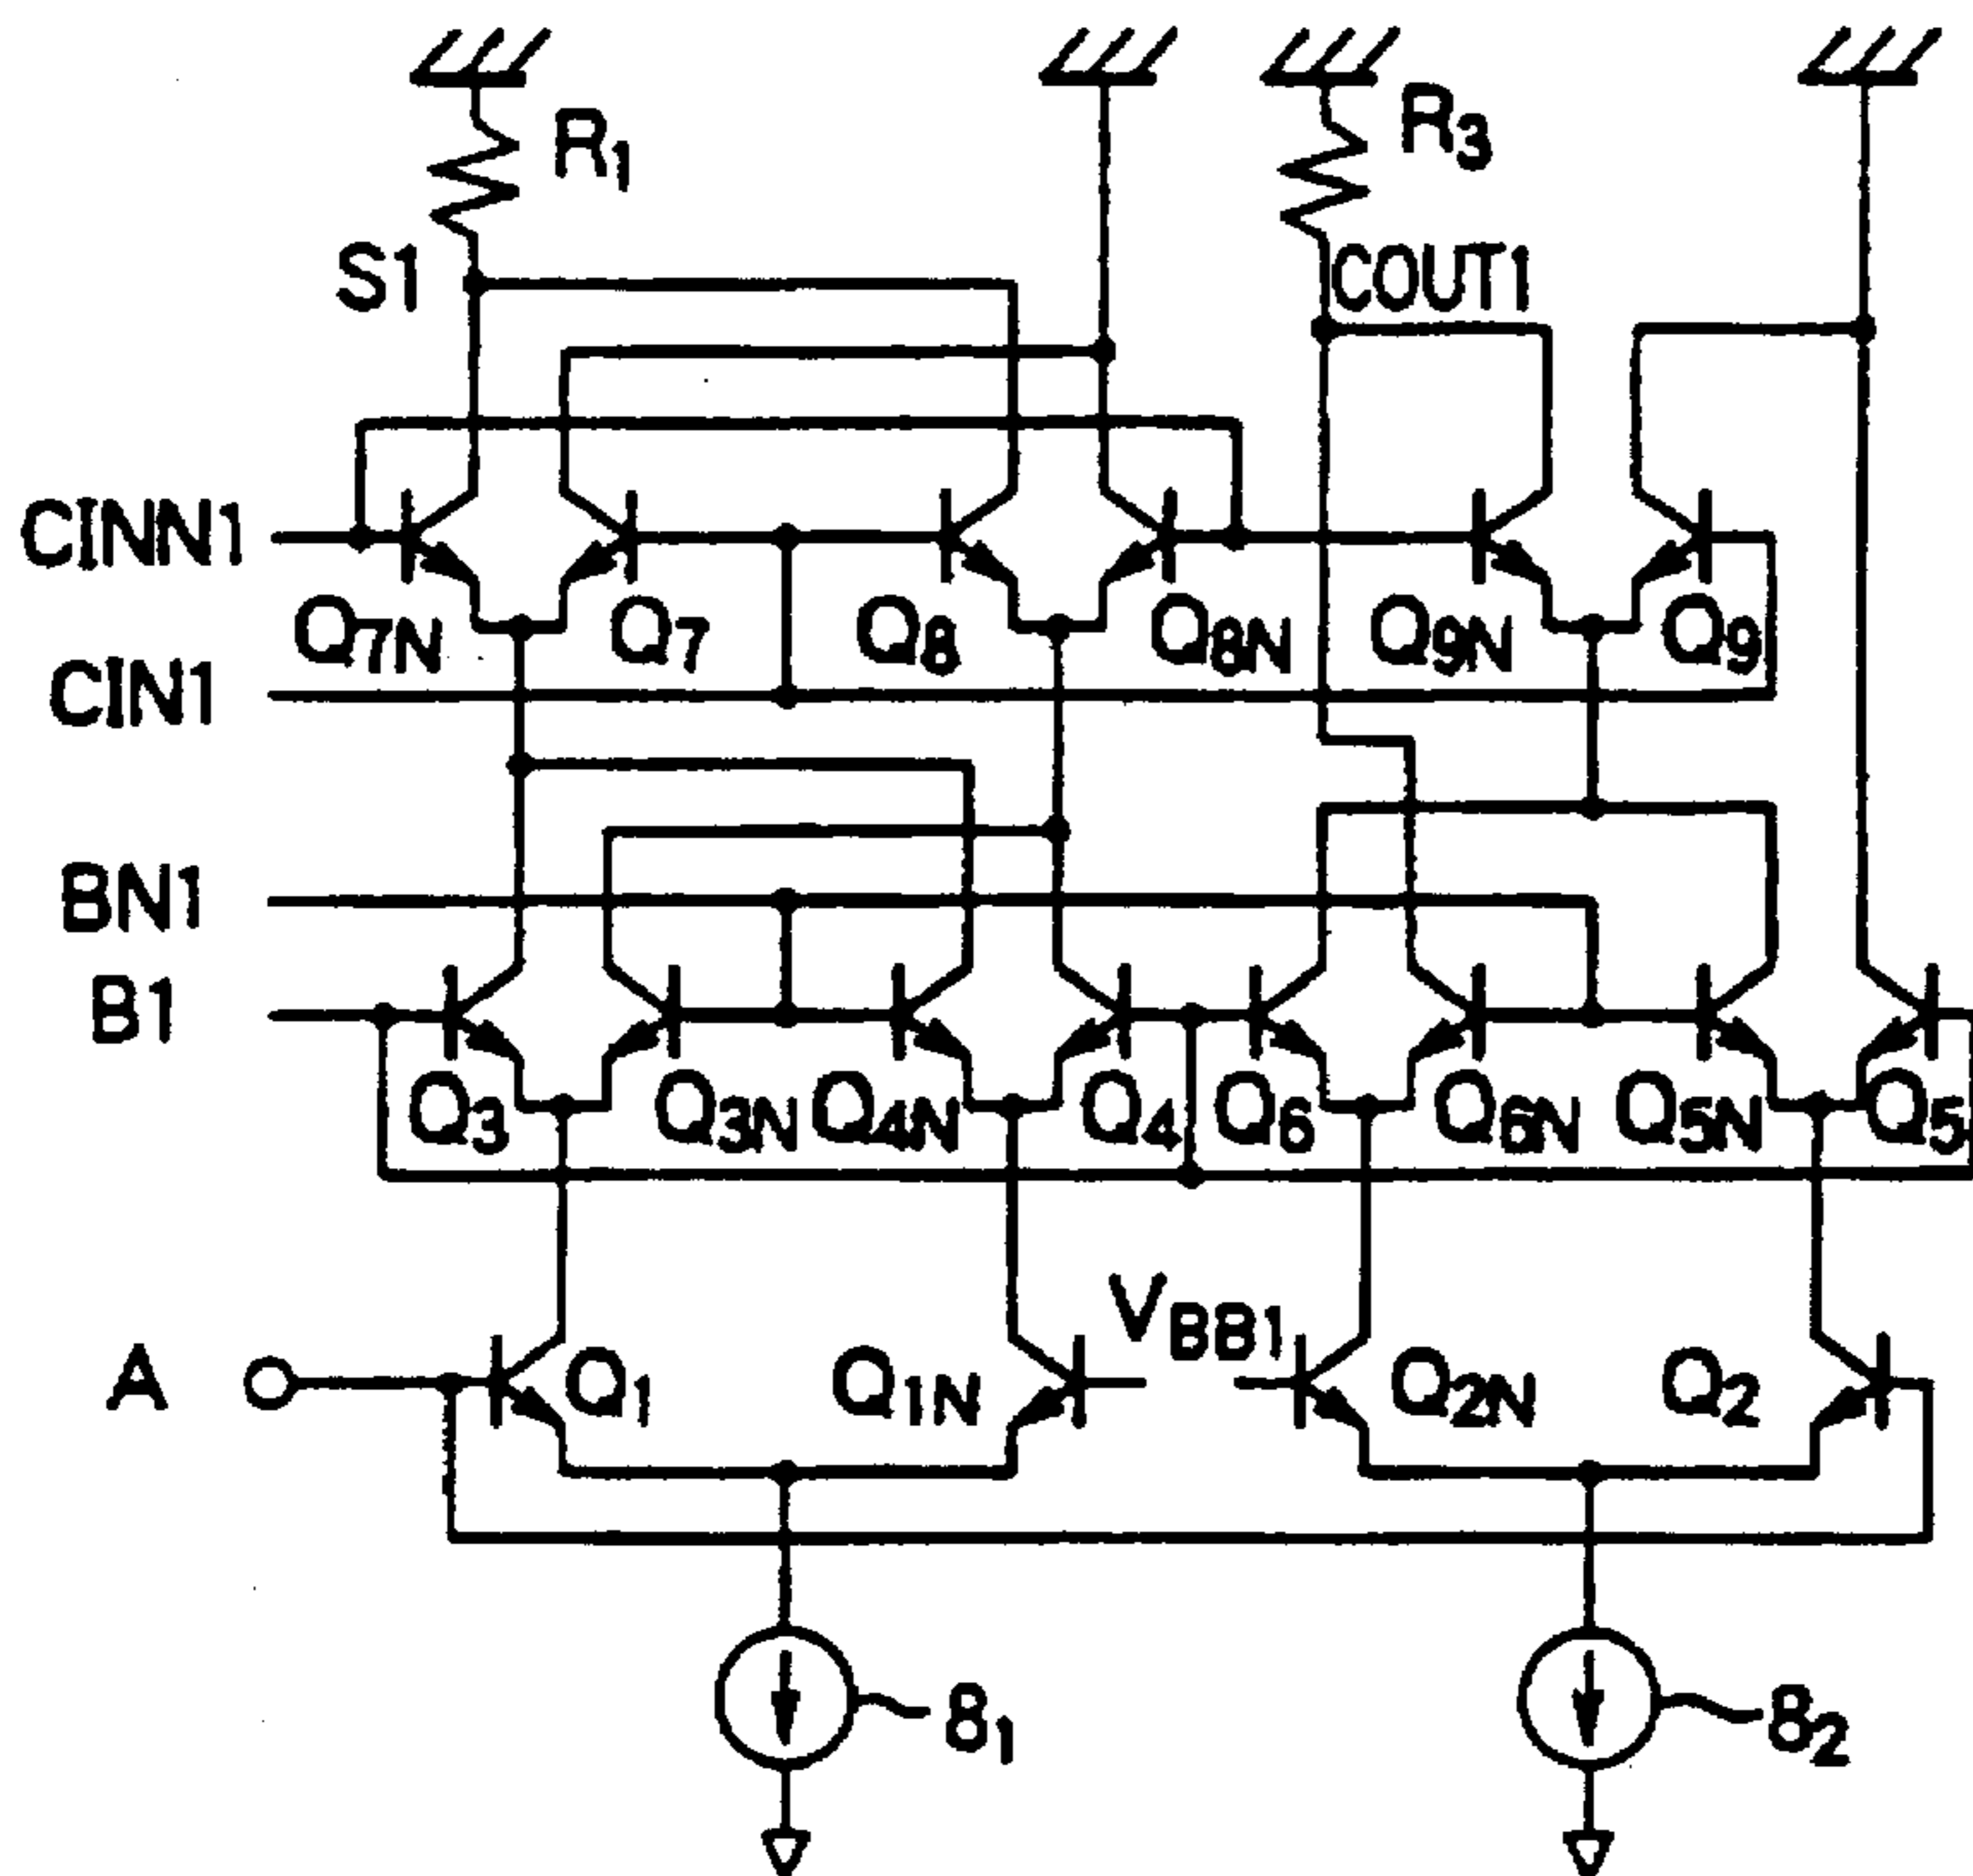 R1
R3
S1
COUT1
CINN1
Q7N
Q7
Q8
Q8N
Q9N
Q9
CIN1
BN1
B1
Q3
Q3N
Q4N
Q4
Q6
Q6N
Q5N
Q5
VBB1
A
Q1
Q1N
Q2N
Q2
81
82